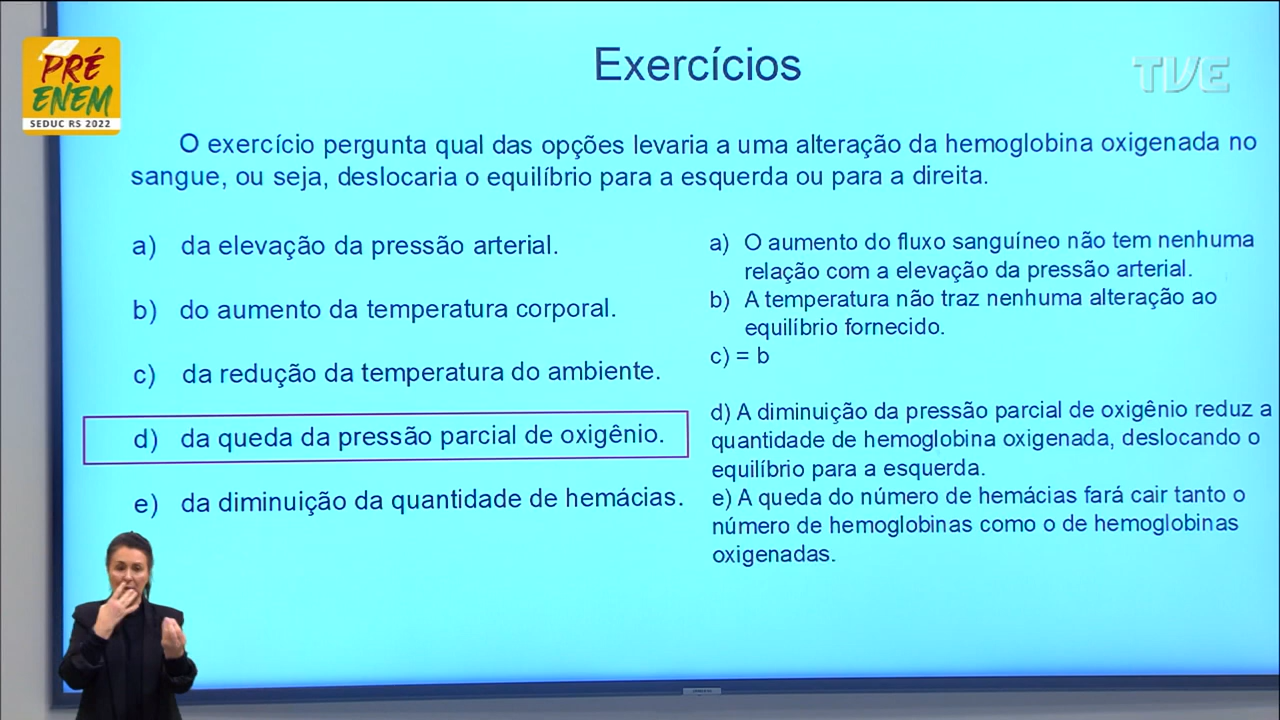 PRÉ
ENEM
SEDUC RS 2022
TVE
Exercícios
O exercício pergunta qual das opções levaria a uma alteração da hemoglobina oxigenada no
sangue, ou seja, deslocaria o equilíbrio para a esquerda ou para a direita.
a) da elevação da pressão arterial.
b) do aumento da temperatura corporal.
c) da redução da temperatura do ambiente.
d) da queda da pressão parcial de oxigênio.
e) da diminuição da quantidade de hemácias.
a) O aumento do fluxo sanguíneo não tem nenhuma
relação com a elevação da pressão arterial.
b) A temperatura não traz nenhuma alteração ao
equilíbrio fornecido.
c) = b
d) A diminuição da pressão parcial de oxigênio reduz a
quantidade de hemoglobina oxigenada, deslocando o
equilíbrio para a esquerda.
e) A queda do número de hemácias fará cair tanto o
número de hemoglobinas como o de hemoglobinas
oxigenadas.